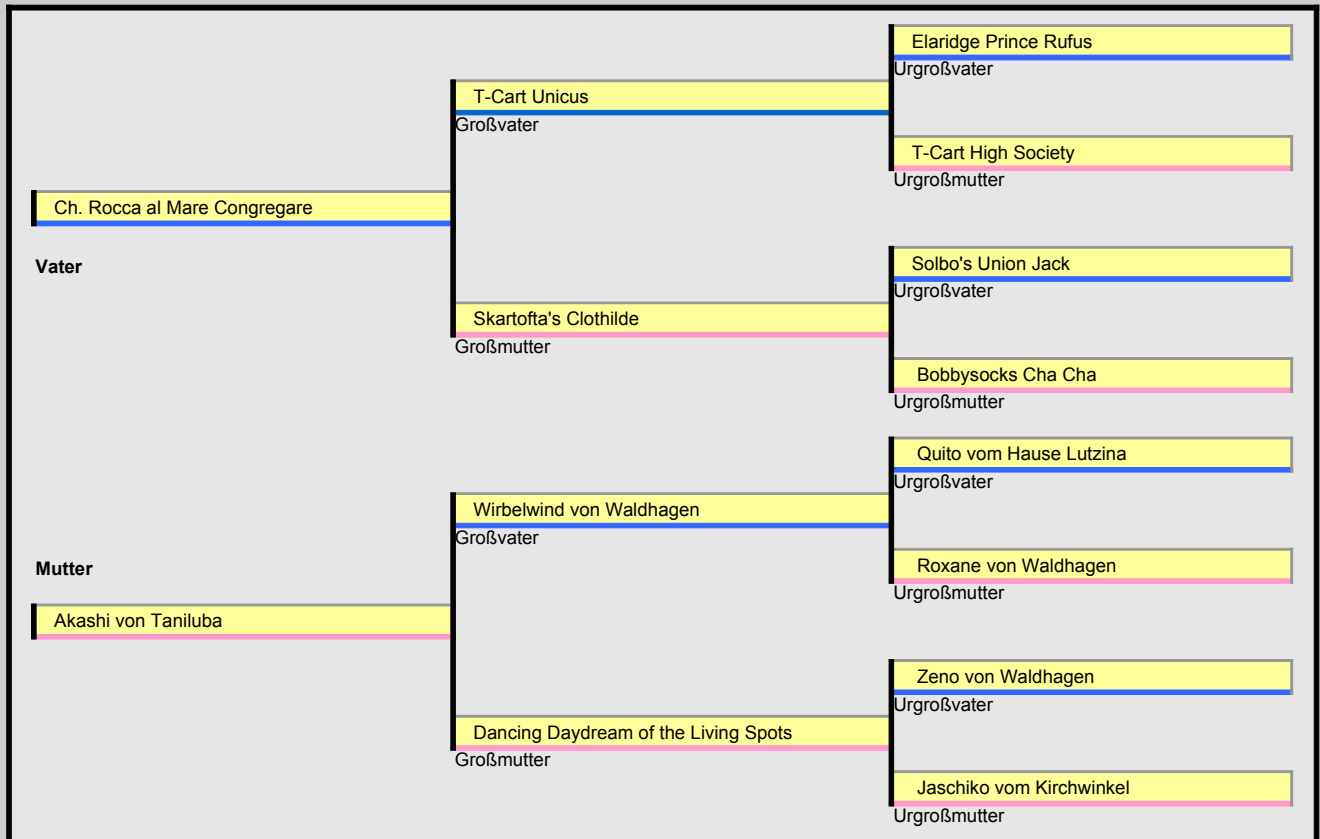 Elaridge Prince Rufus
Urgroßvater
T-Cart Unicus
Großvater
T-Cart High Society
Urgroßmutter
Ch. Rocca al Mare Congregare
Vater
Solbo's Union Jack
Urgroßvater
Skartofta's Clothilde
Großmutter
Bobbysocks Cha Cha
Urgroßmutter
Quito vom Hause Lutzina
Urgroßvater
Wirbelwind von Waldhagen
Großvater
Mutter
Roxane von Waldhagen
Urgroßmutter
Akashi von Taniluba
Zeno von Waldhagen
Urgroßvater
Dancing Daydream of the Living Spots
Großmutter
Jaschiko vom Kirchwinkel
Urgroßmutter